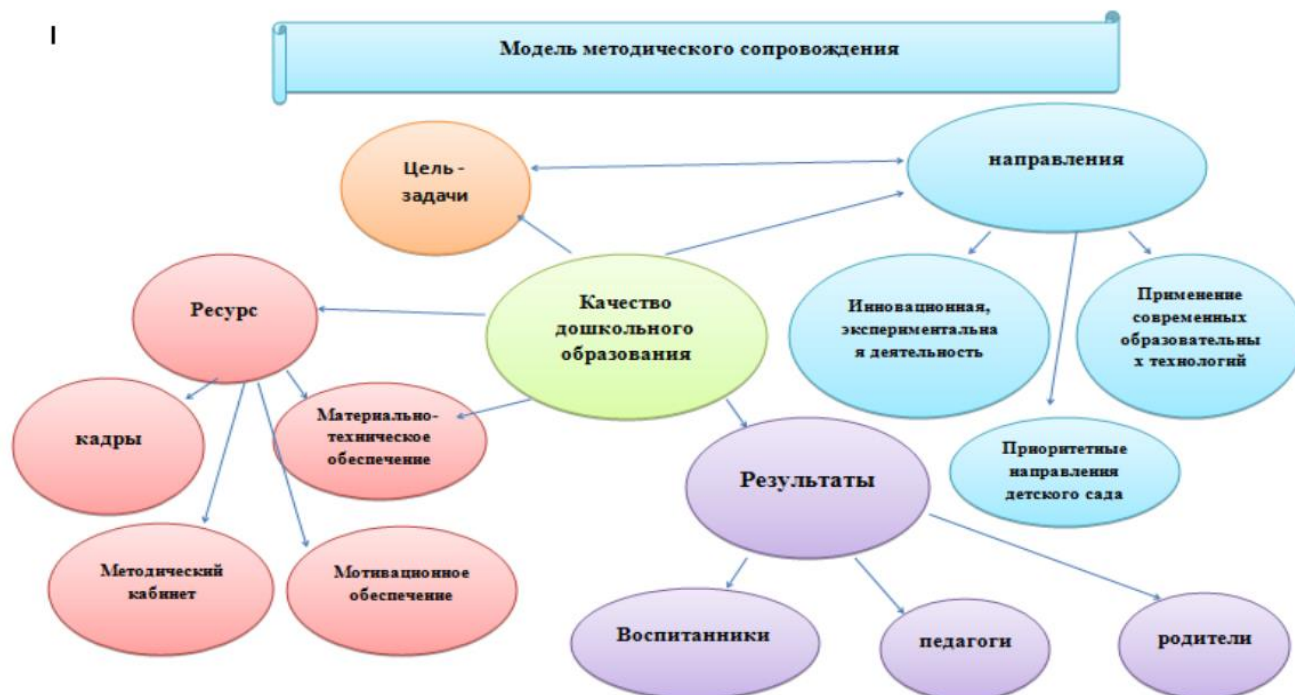 I
Модель методического сопровождения
Цель -
задачи
направления
Ресурс
Качество
дошкольного
образования
Инновационная,
экспериментальна
я деятельность
Применение
современных
образовательны
х технологий
кадры
Материально-
техническое
обеспечение
Результаты
Приоритетные
направления
детского сада
Методический
кабинет
Мотивационное
обеспечение
Воспитанники
педагоги
родители